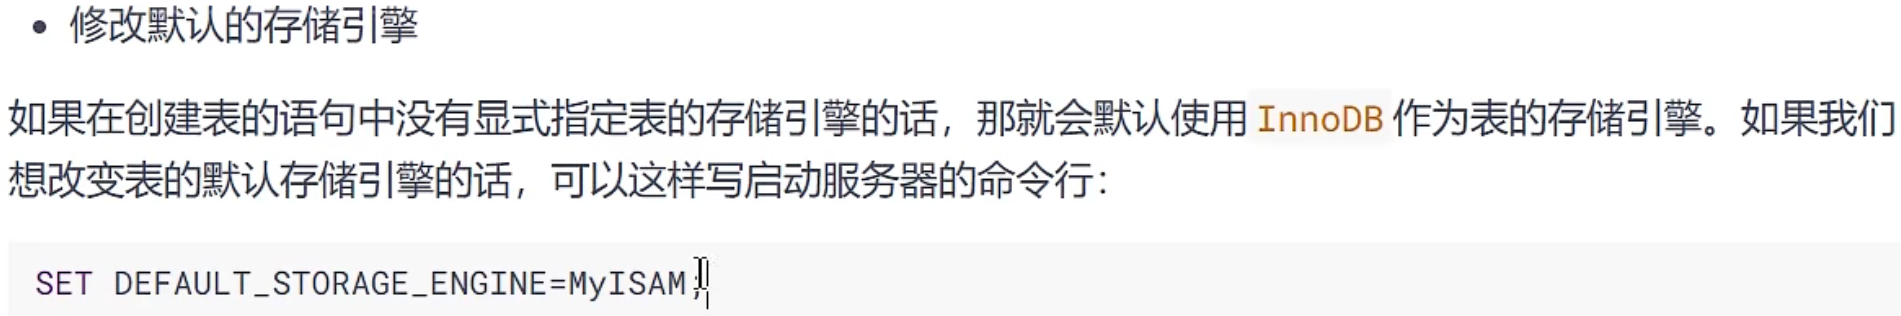 • 修改默认的存储引擎
如果在创建表的语句中没有显式指定表的存储引擎的话，那就会默认使用 InnoDB 作为表的存储引擎。如果我们
想改变表的默认存储引擎的话，可以这样写启动服务器的命令行：
SET DEFAULT_STORAGE_ENGINE=MyISAM;